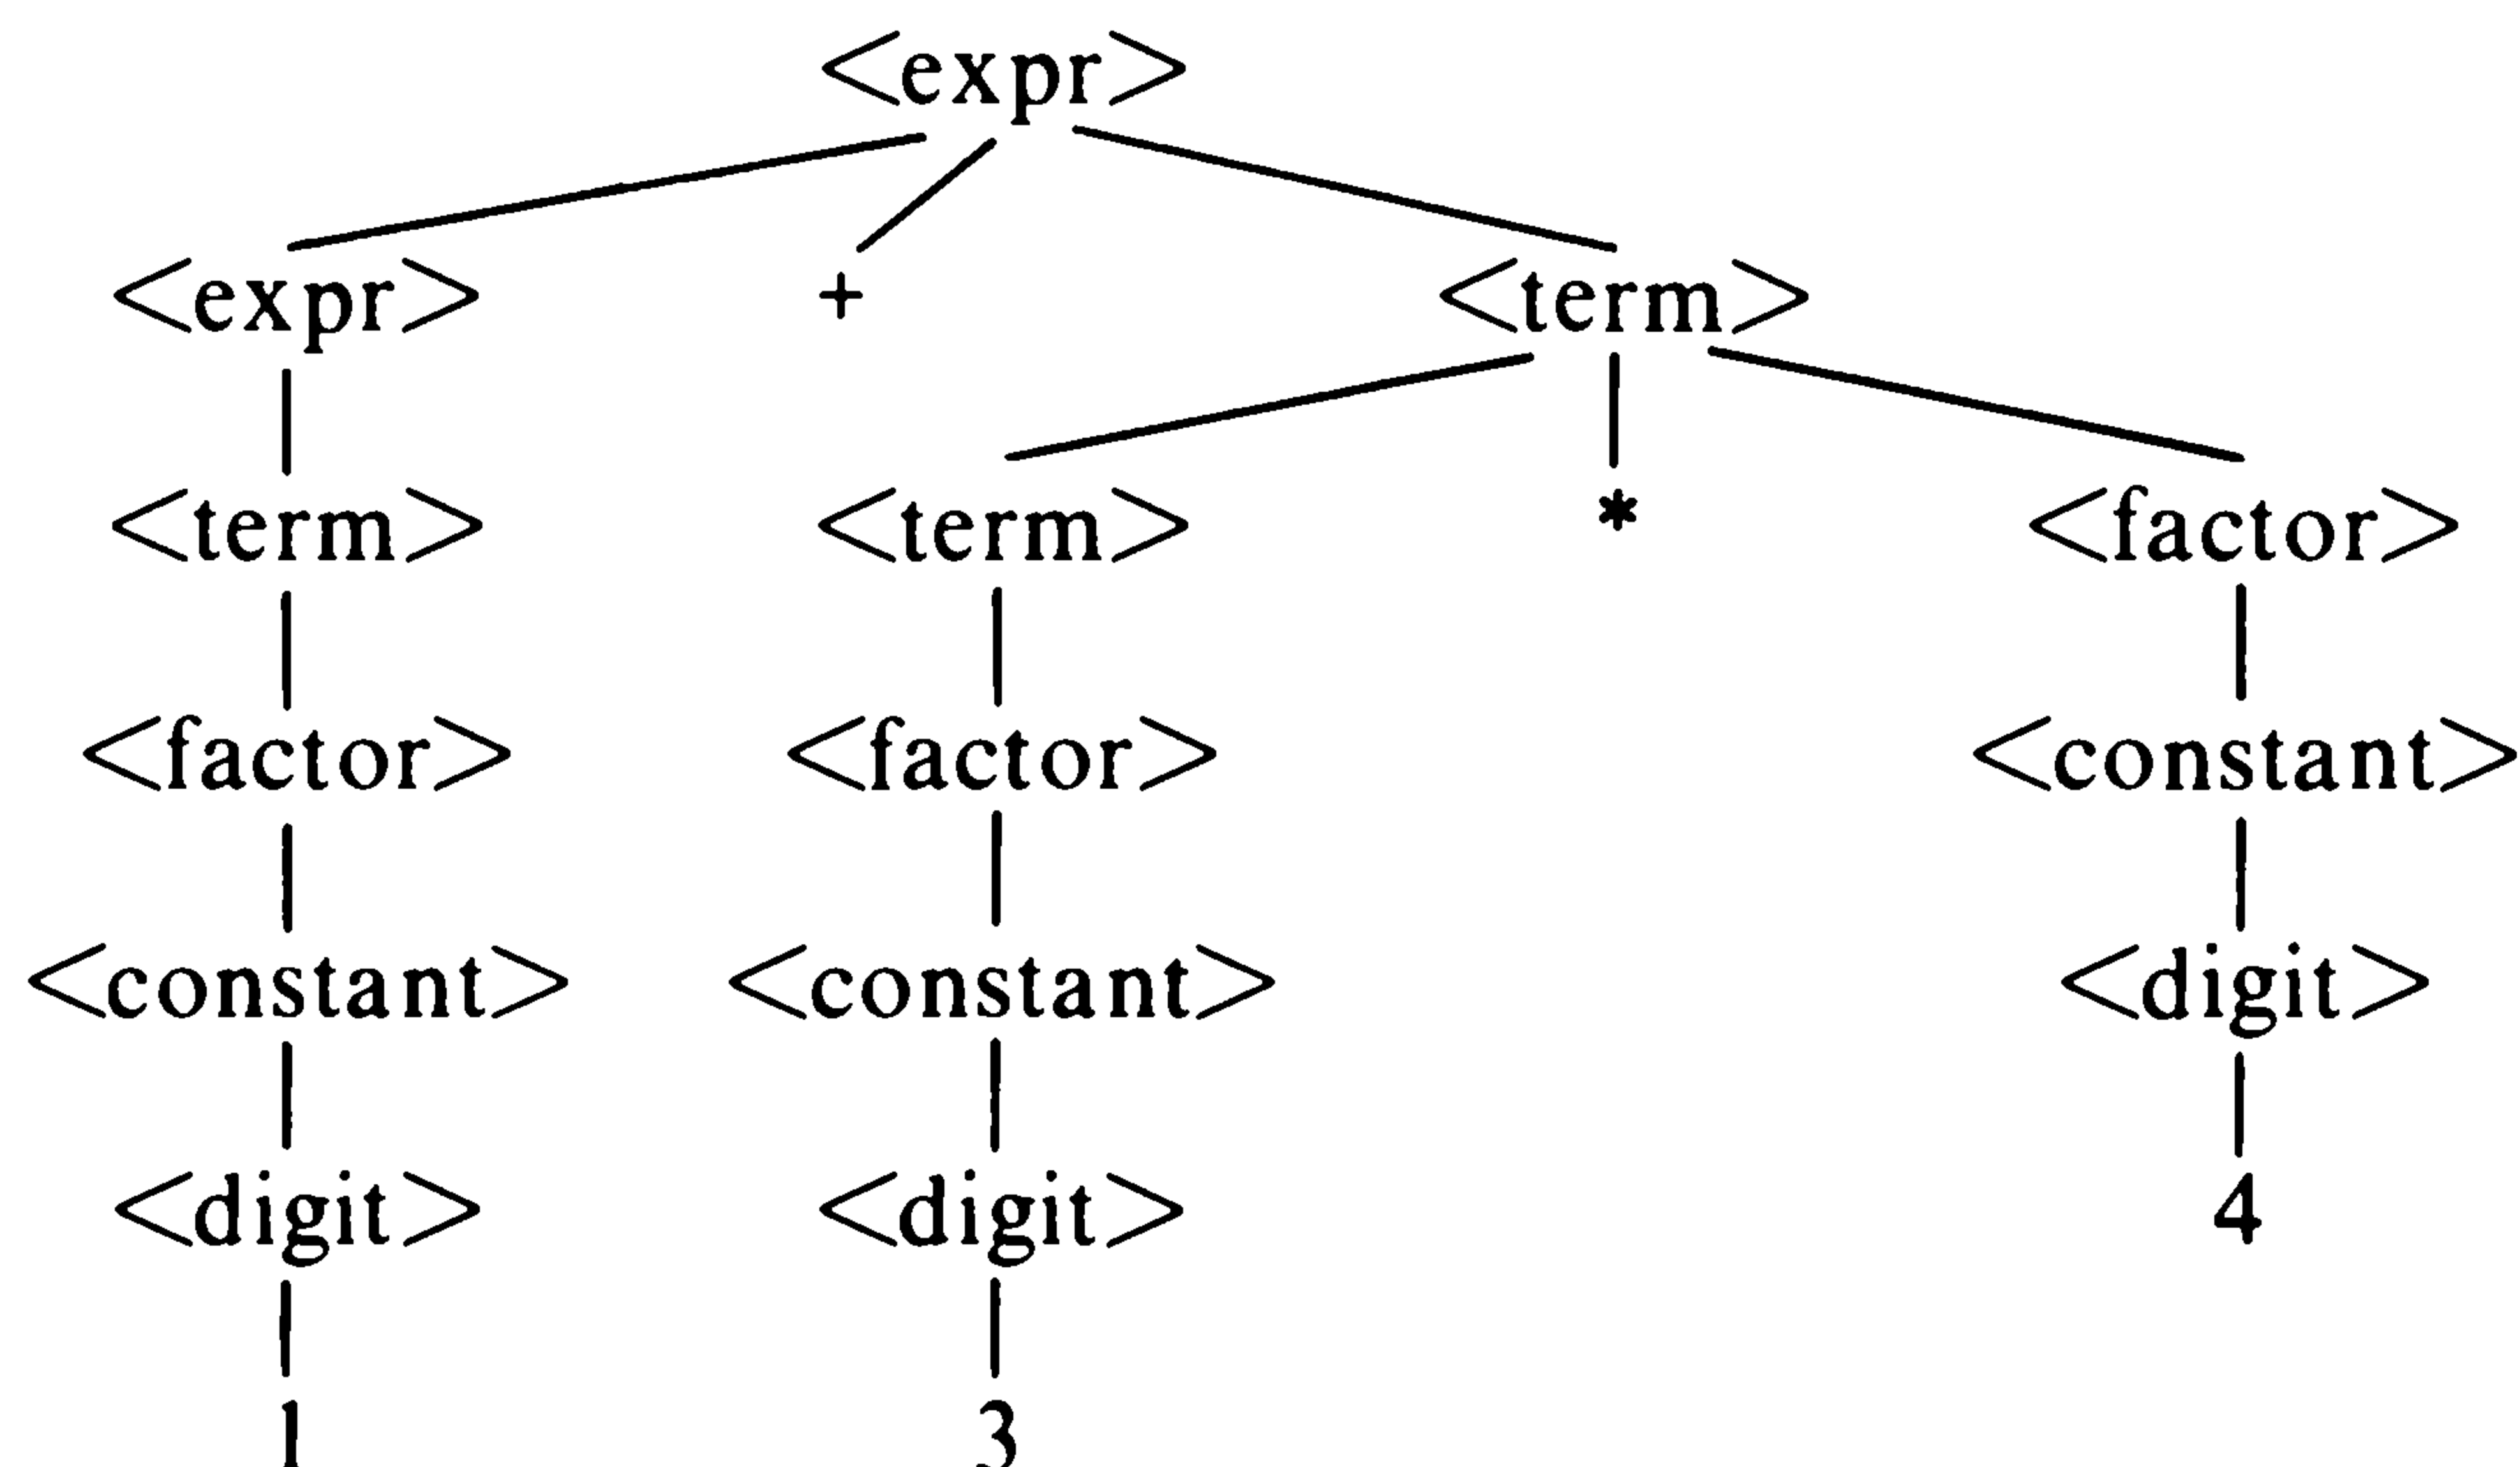 <expr>
<expr> + <term>
<term> <term> * <factor>
<factor> <factor> <constant>
<constant> <constant> <digit>
<digit> <digit> 4
1 3